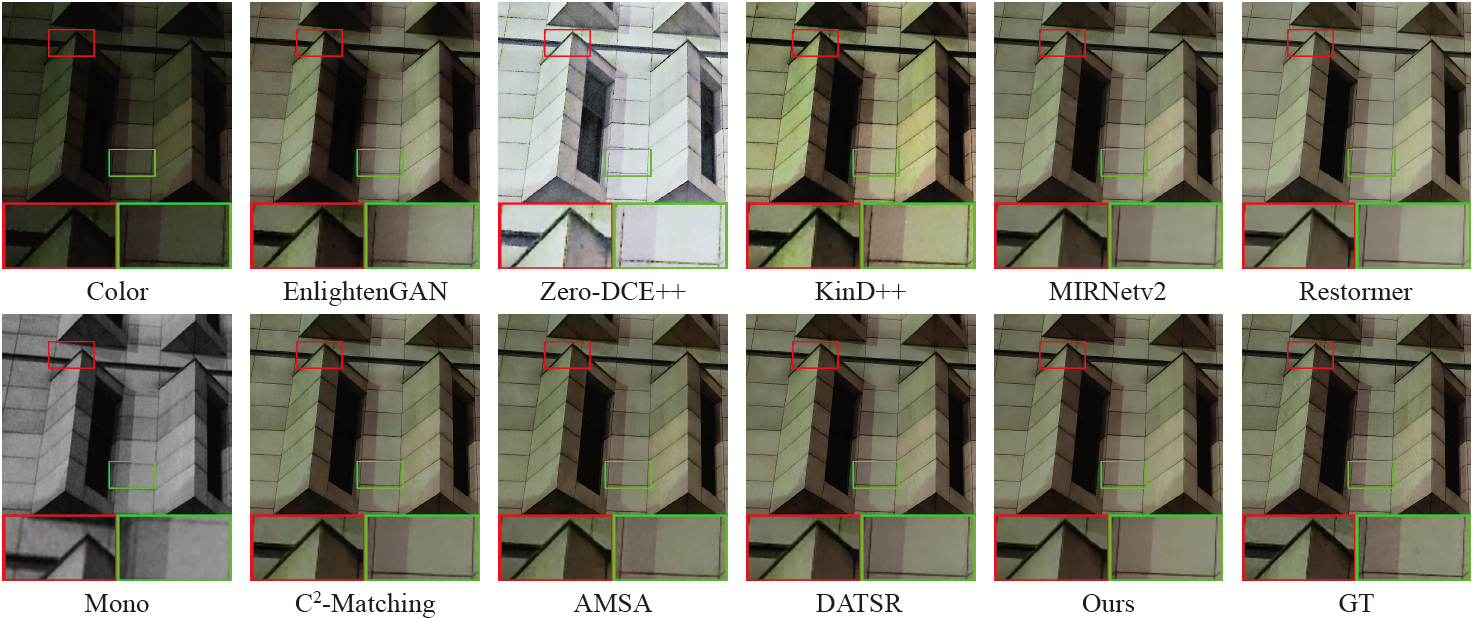 Color EnlightenGAN Zero-DCE++ KinD++ MIRNetv2 Restormer
Mono C²-Matching AMSA DATSR Ours GT